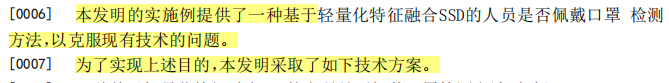 [0006] 本发明的实施例提供了一种基于轻量化特征融合SSD的人员是否佩戴口罩 检测
方法，以克服现有技术的问题。
[0007] 为了实现上述目的，本发明采取了如下技术方案。